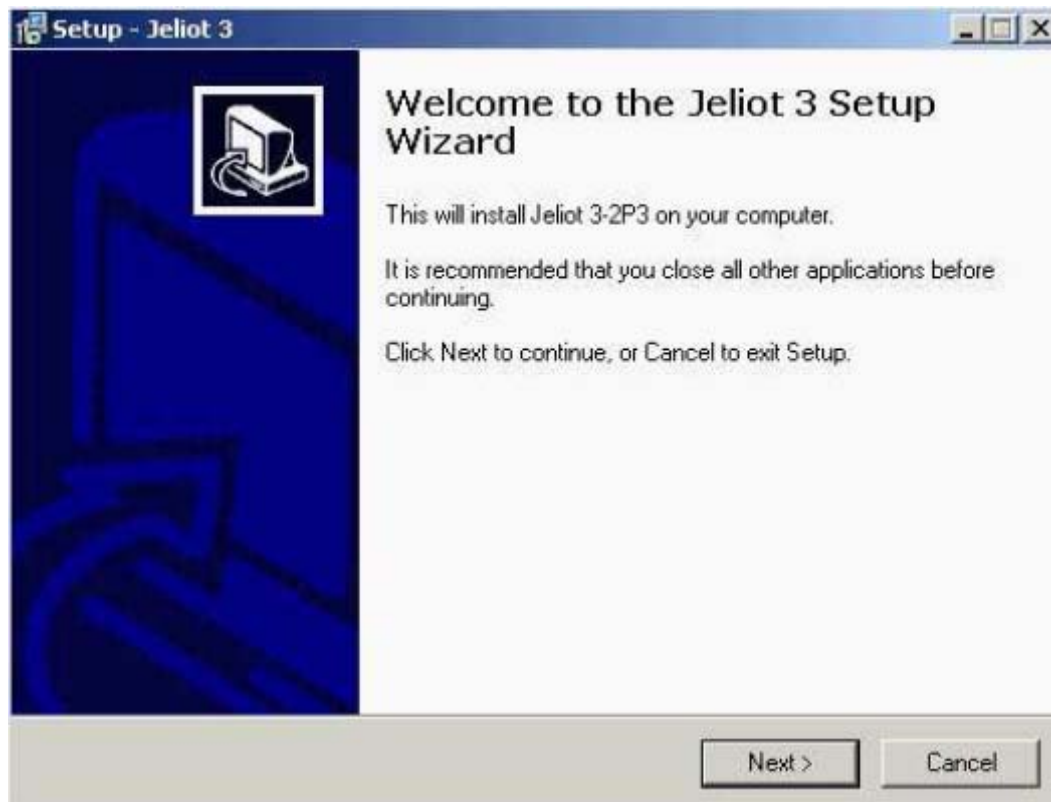 Setup - Jeliot 3
Welcome to the Jeliot 3 Setup
Wizard
This will install Jeliot 3-2P3 on your computer.
It is recommended that you close all other applications before
continuing.
Click Next to continue, or Cancel to exit Setup.
Next >
Cancel